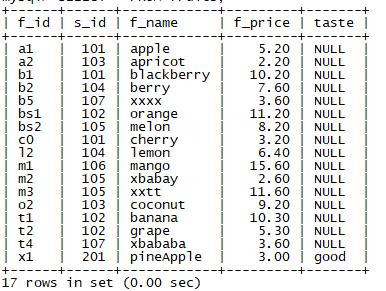 +------+------+------------+---------+-------+
| f_id | s_id | f_name     | f_price | taste |
+------+------+------------+---------+-------+
| a1   |  101 | apple      |    5.20 | NULL  |
| a2   |  103 | apricot    |    2.20 | NULL  |
| b1   |  101 | blackberry |   10.20 | NULL  |
| b2   |  104 | berry      |    7.60 | NULL  |
| b5   |  107 | xxxx       |    3.60 | NULL  |
| bs1  |  102 | orange     |   11.20 | NULL  |
| bs2  |  105 | melon      |    8.20 | NULL  |
| c0   |  101 | cherry     |    3.20 | NULL  |
| l2   |  104 | lemon      |    6.40 | NULL  |
| m1   |  106 | mango      |   15.60 | NULL  |
| m2   |  105 | xbabay     |    2.60 | NULL  |
| m3   |  105 | xxtt       |   11.60 | NULL  |
| o2   |  103 | coconut    |    9.20 | NULL  |
| t1   |  102 | banana     |   10.30 | NULL  |
| t2   |  102 | grape      |    5.30 | NULL  |
| t4   |  107 | xbababa    |    3.60 | NULL  |
| x1   |  201 | pineApple  |    3.00 | good  |
+------+------+------------+---------+-------+
17 rows in set (0.00 sec)